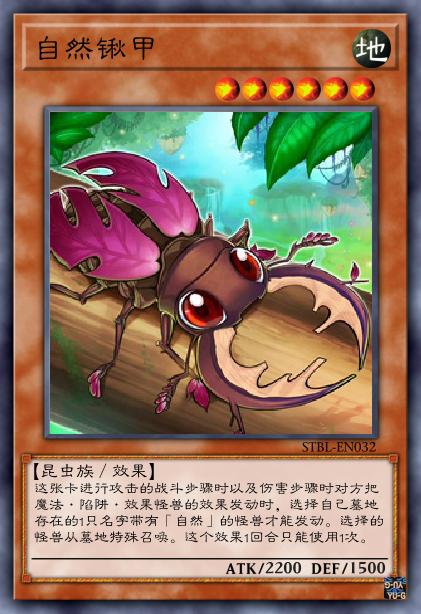 自然锹甲
地
STBL-EN032
【昆虫族／效果】
这张卡进行攻击的战斗步骤时以及伤害步骤时对方把
魔法·陷阱·效果怪兽的效果发动时，选择自己墓地
存在的1只名字带有「自然」的怪兽才能发动。选择的
怪兽从墓地特殊召唤。这个效果1回合只能使用1次。
ATK/2200 DEF/1500